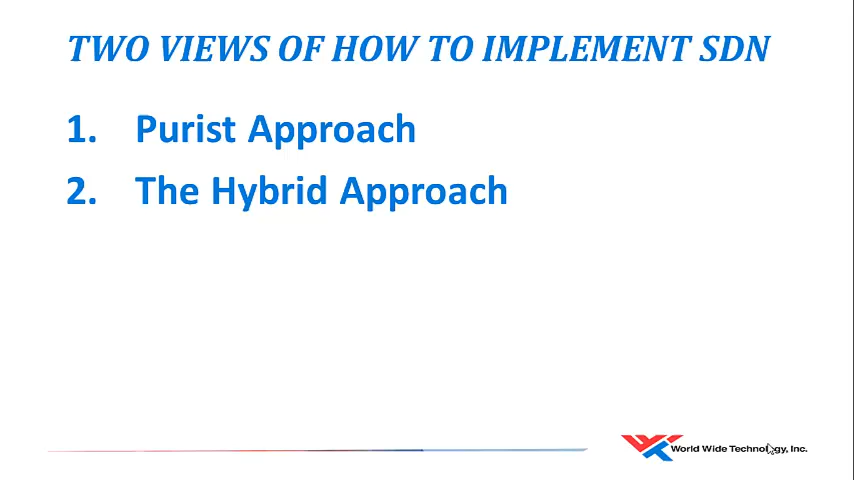 TWO VIEWS OF HOW TO IMPLEMENT SDN
1. Purist Approach
2. The Hybrid Approach
World Wide Technology, Inc.